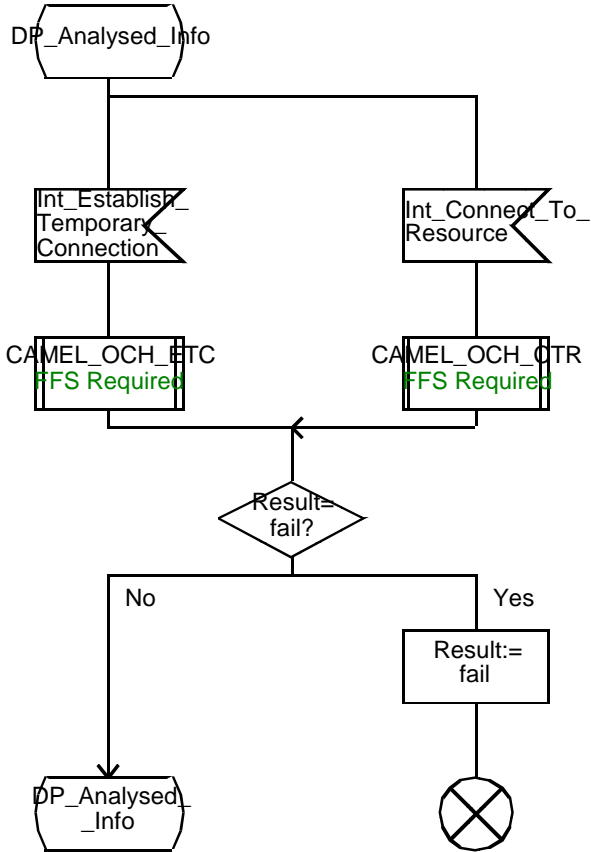 DP_Analysed_Info
Int_Establish_
Temporary_
Connection
Int_Connect_To_
Resource
CAMEL_OCH_ETC
FFS Required
CAMEL_OCH_CTR
FFS Required
Result=
fail?
No
Yes
Result:=
fail
DP_Analysed_
_Info